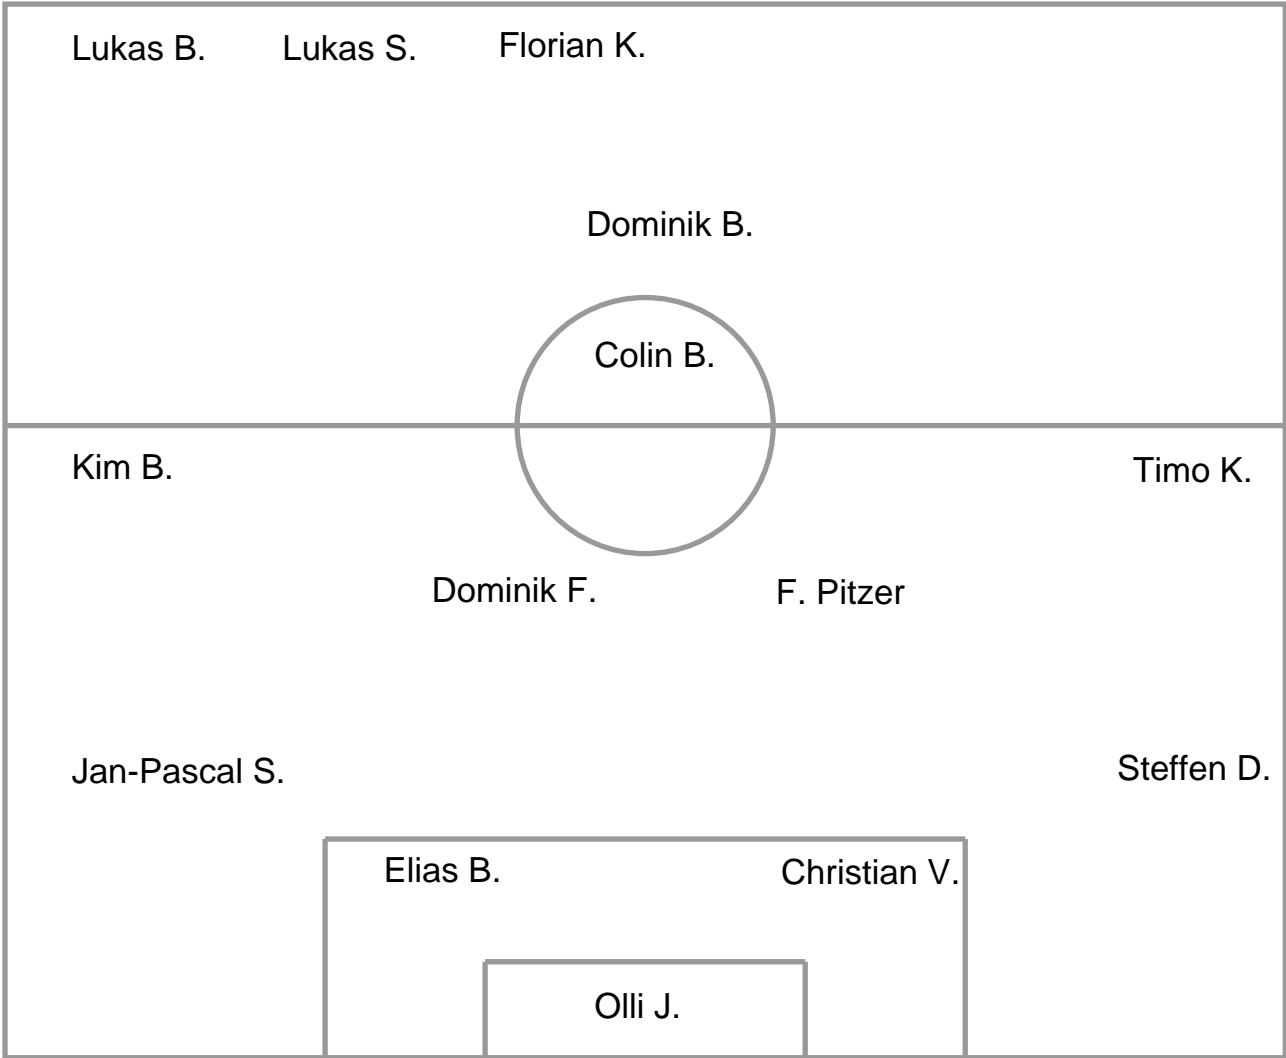 Lukas B. Lukas S. Florian K.
Dominik B.
Colin B.
Kim B. Timo K.
Dominik F. F. Pitzer
Jan-Pascal S. Steffen D.
Elias B. Christian V.
Olli J.